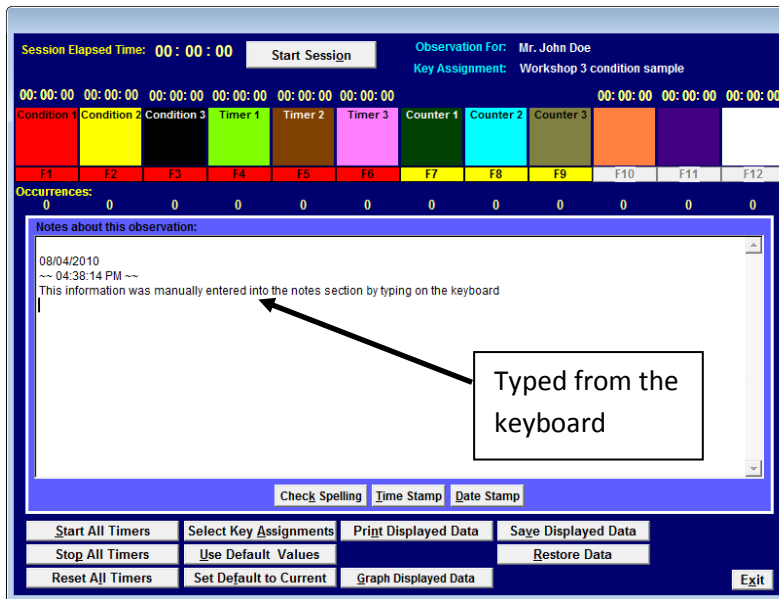 Session Elapsed Time: 00: 00 : 00 Start Session Observation For: Mr. John Doe
Key Assignment: Workshop 3 condition sample
00: 00: 00 00: 00: 00 00: 00: 00 00: 00: 00 00: 00: 00 00: 00: 00 00: 00: 00 00: 00: 00 00: 00: 00
Condition 1 Condition 2 Condition 3 Timer 1 Timer 2 Timer 3 Counter 1 Counter 2 Counter 3
F1 F2 F3 F4 F5 F6 F7 F8 F9 F10 F11 F12
Occurrences:
0 0 0 0 0 0 0 0 0 0 0 0
Notes about this observation:
08/04/2010
~~ 04:38:14 PM ~~
This information was manually entered into the notes section by typing on the keyboard
Typed from the
keyboard
Check Spelling Time Stamp Date Stamp
Start All Timers Select Key Assignments Print Displayed Data Save Displayed Data
Stop All Timers Use Default Values Restore Data
Reset All Timers Set Default to Current Graph Displayed Data Exit